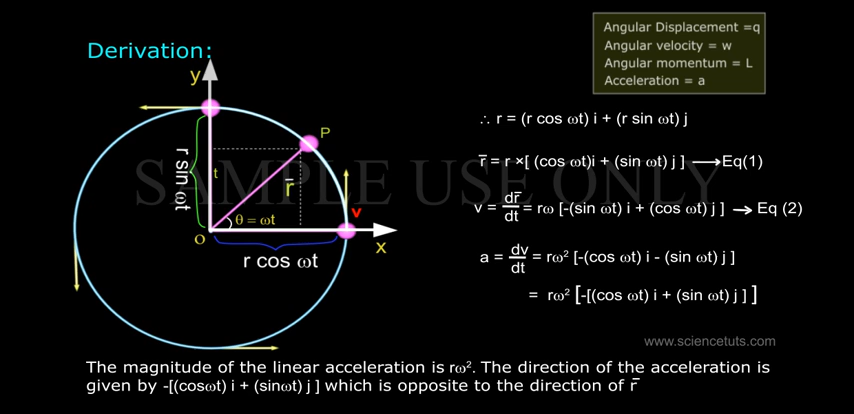 Derivation:
Angular Displacement =q
Angular velocity = w
Angular momentum = L
Acceleration = a
y
P
r sin ωt
t
r̄
θ = ωt
v
O
x
r cos ωt
∴ r = (r cos ωt) i + (r sin ωt) j
r̄ = r ×[ (cos ωt)i + (sin ωt) j ] ⟶Eq(1)
v = dr̄/dt = rω [-(sin ωt) i + (cos ωt) j ] → Eq (2)
a = dv/dt = rω² [-(cos ωt) i - (sin ωt) j ]
= rω² [-[(cos ωt) i + (sin ωt) j ] ]
SAMPLE USE ONLY
www.sciencetuts.com
The magnitude of the linear acceleration is rω². The direction of the acceleration is
given by -[(cosωt) i + (sinωt) j ] which is opposite to the direction of r̄